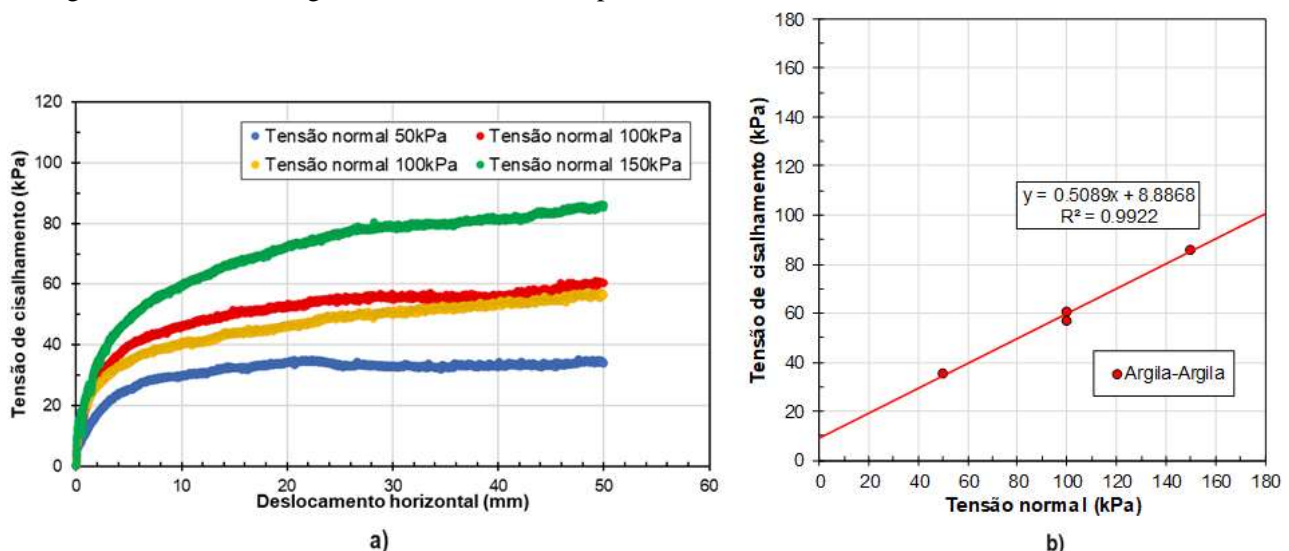 120
100
80
60
40
20
0
Tensão de cisalhamento (kPa)
Tensão normal 50kPa Tensão normal 100kPa
Tensão normal 100kPa Tensão normal 150kPa
0 10 20 30 40 50 60
Deslocamento horizontal (mm)
a)
180
160
140
120
100
80
60
40
20
0
Tensão de cisalhamento (kPa)
y = 0.5089x + 8.8868
R² = 0.9922
Argila-Argila
0 20 40 60 80 100 120 140 160 180
Tensão normal (kPa)
b)